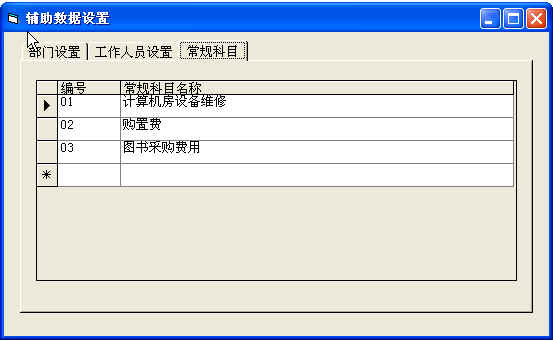 辅助数据设置
部门设置 工作人员设置 常规科目
编号 常规科目名称
01 计算机房设备维修
02 购置费
03 图书采购费用